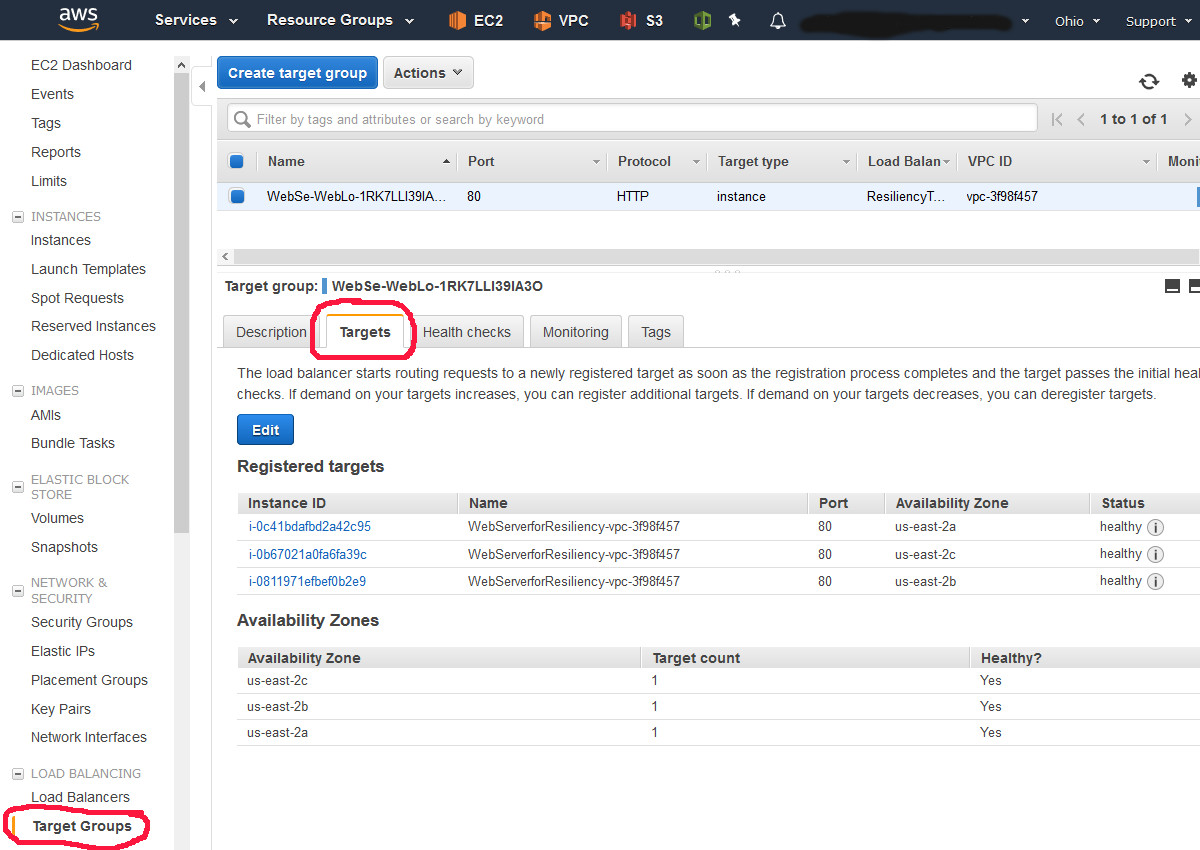 aws Services Resource Groups EC2 VPC S3 Ohio Support
EC2 Dashboard
Events
Tags
Reports
Limits
INSTANCES
Instances
Launch Templates
Spot Requests
Reserved Instances
Dedicated Hosts
IMAGES
AMIs
Bundle Tasks
ELASTIC BLOCK
STORE
Volumes
Snapshots
NETWORK &
SECURITY
Security Groups
Elastic IPs
Placement Groups
Key Pairs
Network Interfaces
LOAD BALANCING
Load Balancers
Target Groups
Create target group Actions
Filter by tags and attributes or search by keyword 1 to 1 of 1
Name Port Protocol Target type Load Balan VPC ID Monit
WebSe-WebLo-1RK7LLI39IA... 80 HTTP instance ResiliencyT... vpc-3f98f457
Target group: WebSe-WebLo-1RK7LLI39IA3O
Description Targets Health checks Monitoring Tags
The load balancer starts routing requests to a newly registered target as soon as the registration process completes and the target passes the initial heal
checks. If demand on your targets increases, you can register additional targets. If demand on your targets decreases, you can deregister targets.
Edit
Registered targets
Instance ID Name Port Availability Zone Status
i-0c41bdafbd2a42c95 WebServerforResiliency-vpc-3f98f457 80 us-east-2a healthy
i-0b67021a0fa6fa39c WebServerforResiliency-vpc-3f98f457 80 us-east-2c healthy
i-0811971efbef0b2e9 WebServerforResiliency-vpc-3f98f457 80 us-east-2b healthy
Availability Zones
Availability Zone Target count Healthy?
us-east-2c 1 Yes
us-east-2b 1 Yes
us-east-2a 1 Yes